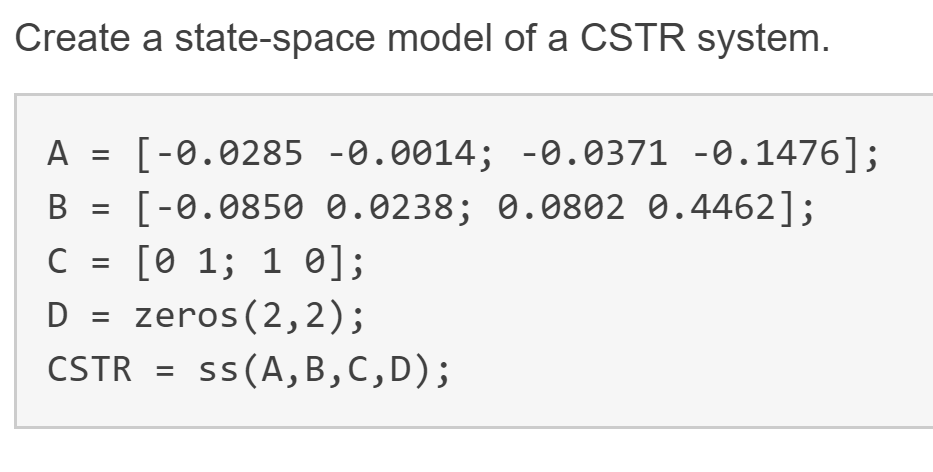 Create a state-space model of a CSTR system.
A = [-0.0285 -0.0014; -0.0371 -0.1476];
B = [-0.0850 0.0238; 0.0802 0.4462];
C = [0 1; 1 0];
D = zeros(2,2);
CSTR = ss(A,B,C,D);